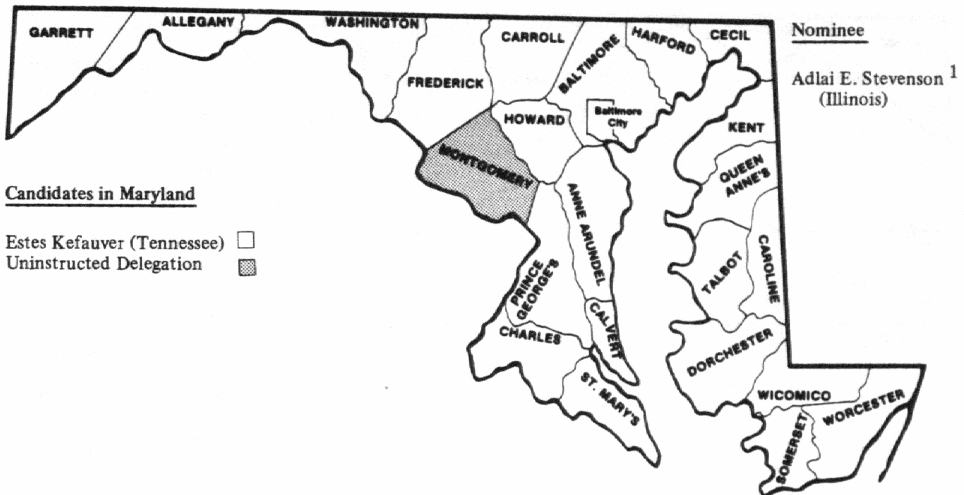 GARRETT
ALLEGANY
WASHINGTON
FREDERICK
CARROLL
BALTIMORE
HARFORD
CECIL
Nominee
Adlai E. Stevenson 1
(Illinois)
HOWARD
Baltimore
City
KENT
MONTGOMERY
QUEEN
ANNE'S
Candidates in Maryland
Estes Kefauver (Tennessee)
Uninstructed Delegation
ANNE ARUNDEL
PRINCE
GEORGE'S
TALBOT
CAROLINE
CALVERT
CHARLES
DORCHESTER
ST. MARY'S
WICOMICO
WORCESTER
SOMERSET